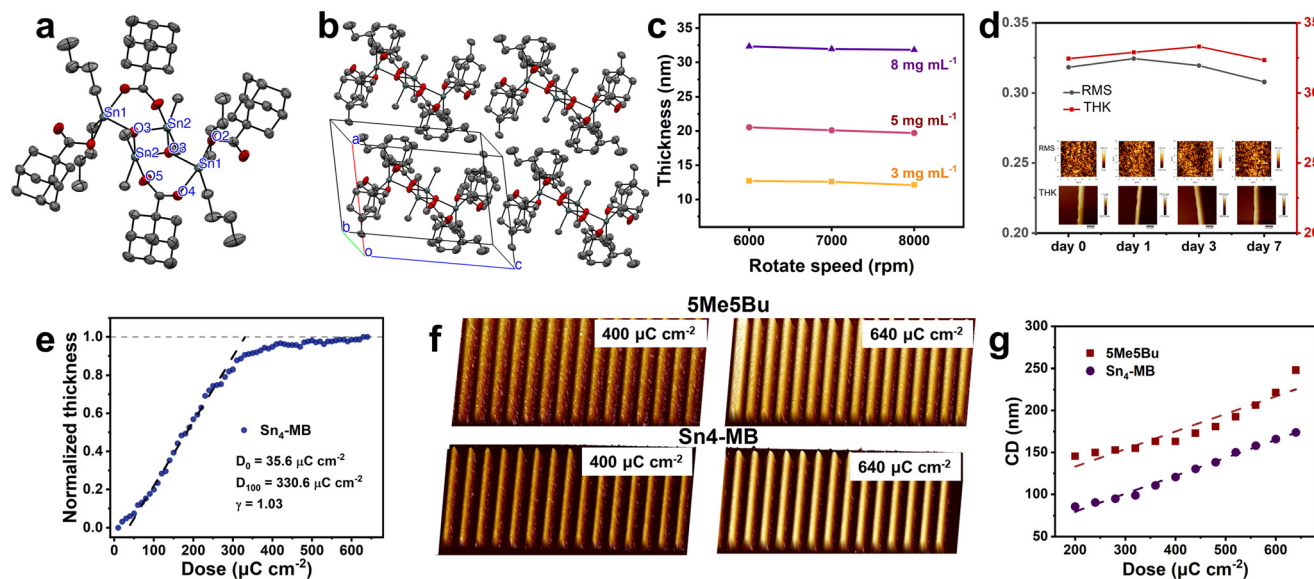 a
Sn1
Sn2
O3
O2
O3
Sn2
Sn1
O5
O4
b
a
b
o
c
c
Thickness (nm)
35
30
25
20
15
10
8 mg mL⁻¹
5 mg mL⁻¹
3 mg mL⁻¹
6000
7000
8000
Rotate speed (rpm)
d
0.35
0.30
0.25
0.20
RMS
THK
RMS
THK
day 0
day 1
day 3
day 7
e
Normalized thickness
1.0
0.8
0.6
0.4
0.2
0.0
Sn₄-MB
D₀ = 35.6 μC cm⁻²
D₁₀₀ = 330.6 μC cm⁻²
γ = 1.03
0
100
200
300
400
500
600
Dose (μC cm⁻²)
f
5Me5Bu
400 μC cm⁻²
640 μC cm⁻²
Sn4-MB
400 μC cm⁻²
640 μC cm⁻²
g
CD (nm)
300
250
200
150
100
50
5Me5Bu
Sn₄-MB
200
300
400
500
600
Dose (μC cm⁻²)